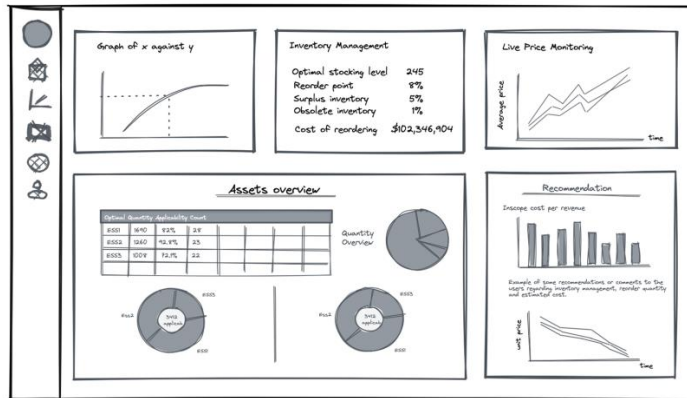 Graph of x against y
Inventory Management
Optimal stocking level 245
Reorder point 8%
Surplus inventory 5%
Obsolete inventory 1%
Cost of reordering $102,346,904
Live Price Monitoring
Average price
time
Assets overview
Optimal Quantity Applicability Count
ESS1 1690 82% 28
ESS2 1260 92.8% 23
ESS3 1008 72.1% 22
Quantity
Overview
ESS3
Ess2
ESS1
ESS3
Ess2
ESS1
Recommendation
Inscope cost per revenue
Example of some recommendations or comments to the
users regarding inventory management, reorder quantity
and estimated cost.
unit price
time